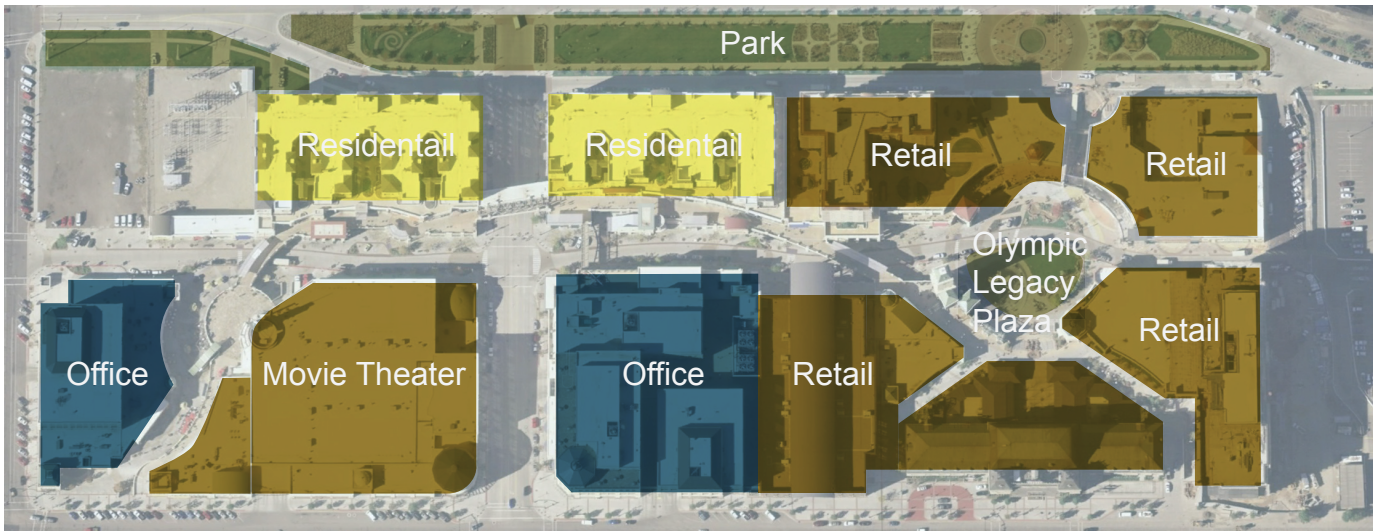 Park
Residentail
Residentail
Retail
Retail
Olympic
Legacy
Plaza
Office
Movie Theater
Office
Retail
Retail